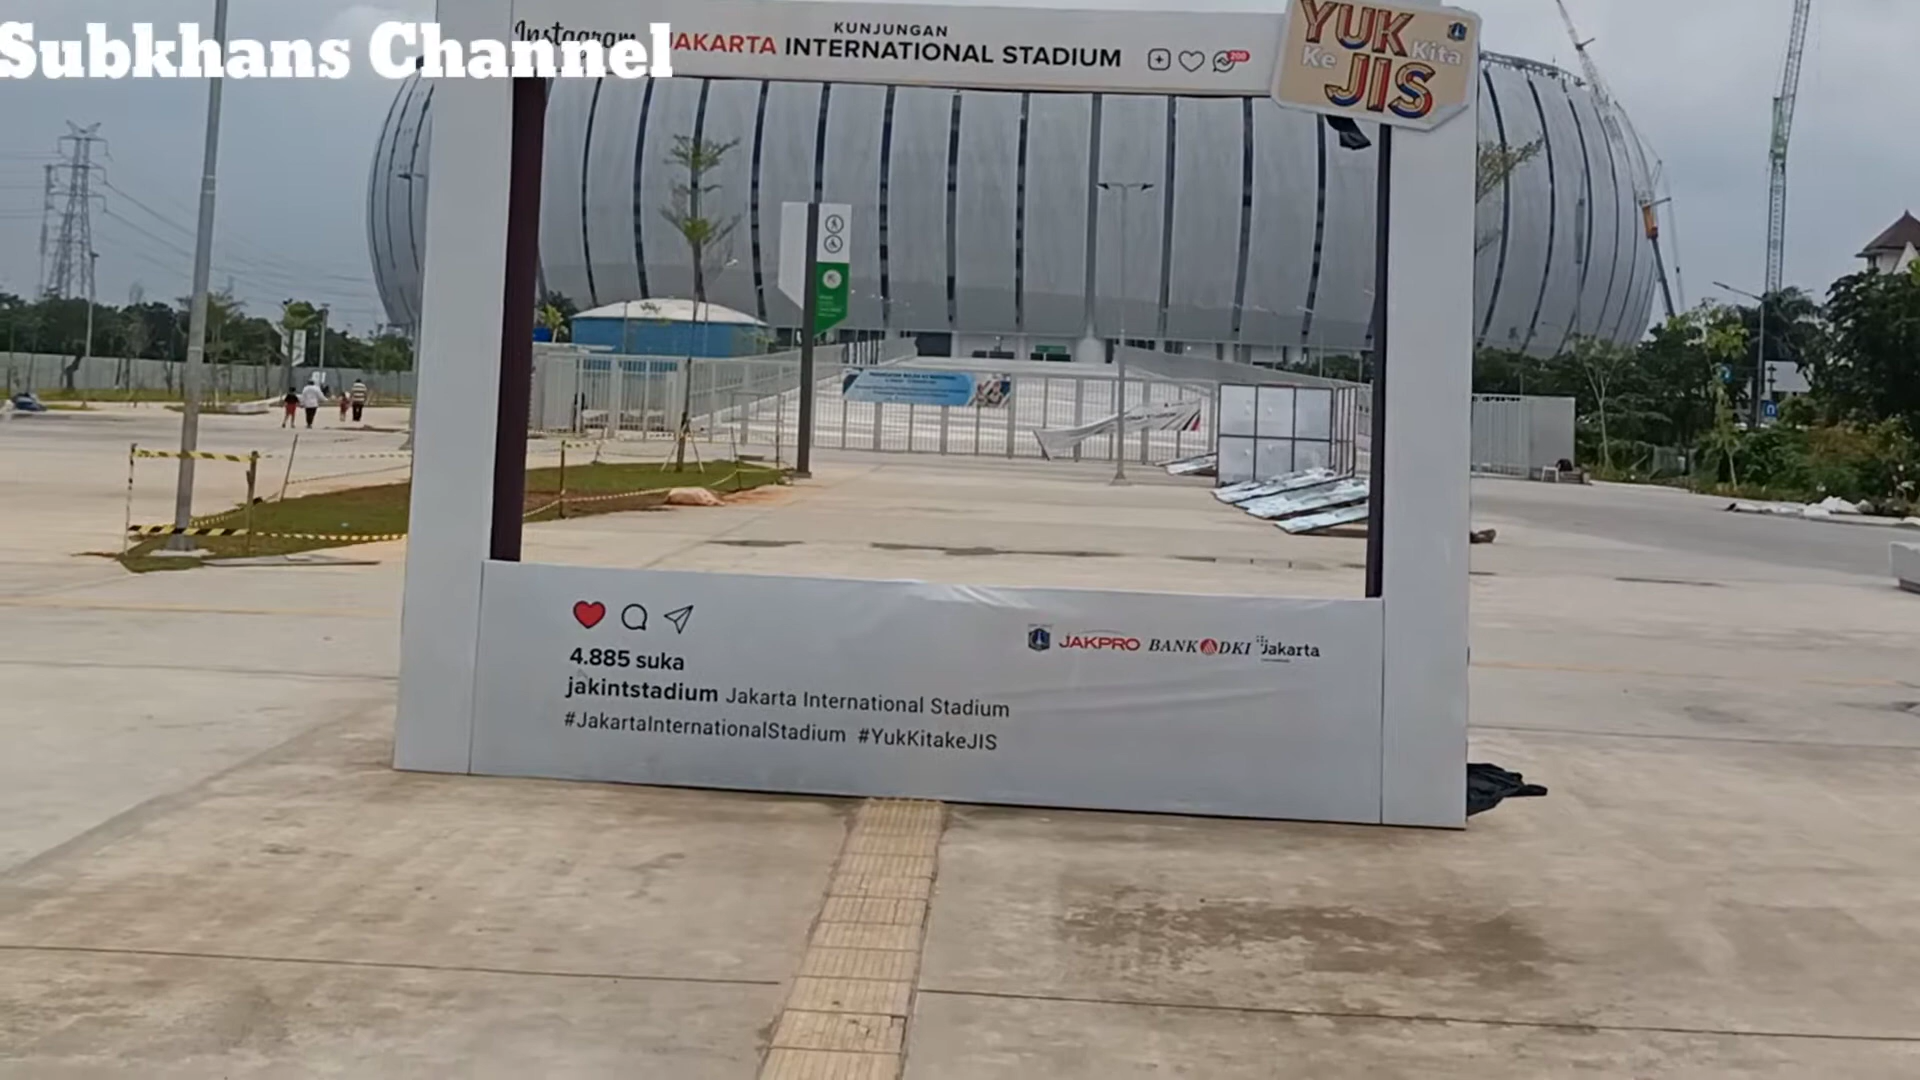 Subkhans Channel
Instagram
KUNJUNGAN
JAKARTA INTERNATIONAL STADIUM
200
YUK
Ke Kita
JIS
4.885 suka
jakintstadium Jakarta International Stadium
#JakartaInternationalStadium #YukKitakeJIS
JAKPRO BANK DKI Jakarta